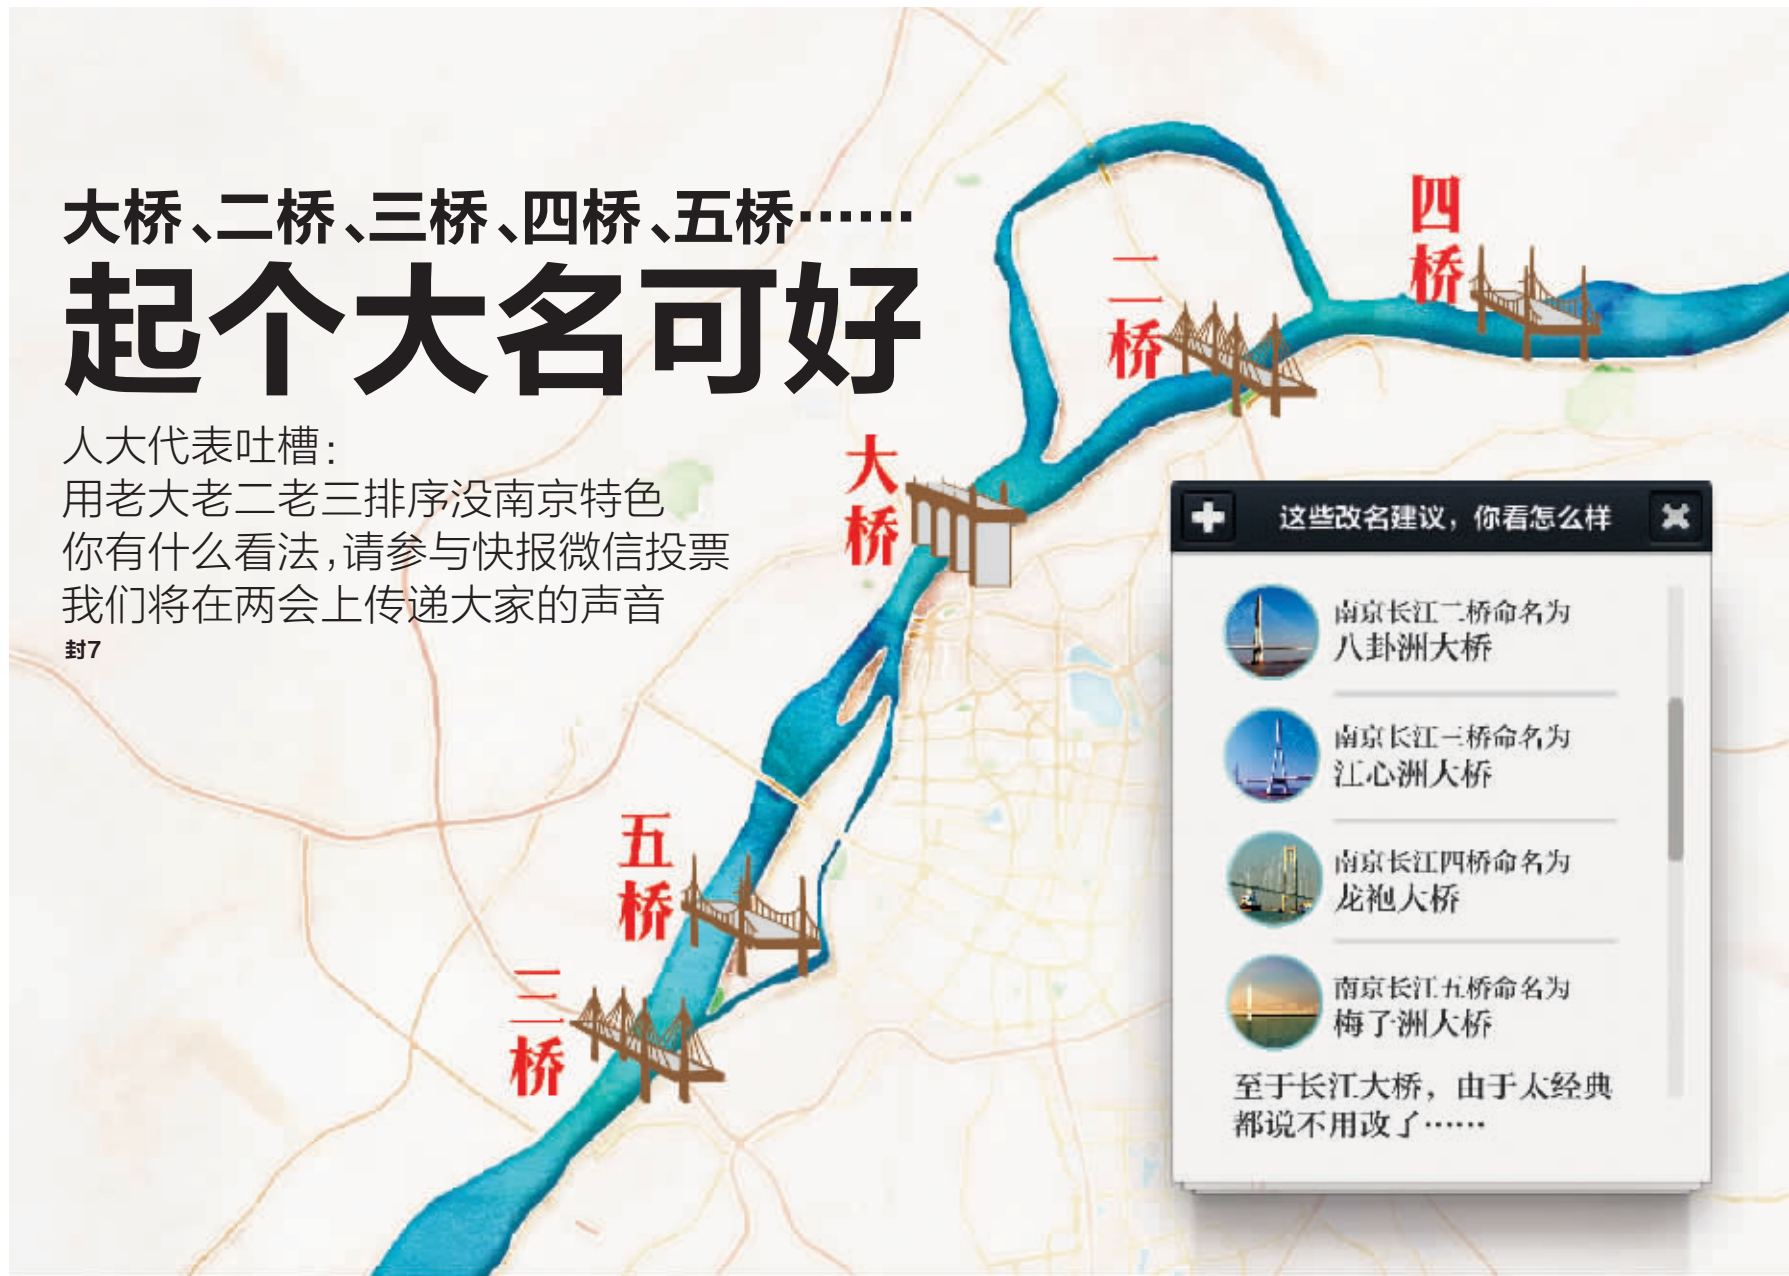 大桥、二桥、三桥、四桥、五桥……
起个大名可好
人大代表吐槽：
用老大老二老三排序没南京特色
你有什么看法，请参与快报微信投票
我们将在两会上传递大家的声音
封7
四桥
二桥
大桥
五桥
三桥
这些改名建议，你看怎么样
南京长江二桥命名为
八卦洲大桥
南京长江三桥命名为
江心洲大桥
南京长江四桥命名为
龙袍大桥
南京长江五桥命名为
梅子洲大桥
至于长江大桥，由于太经典
都说不用改了……